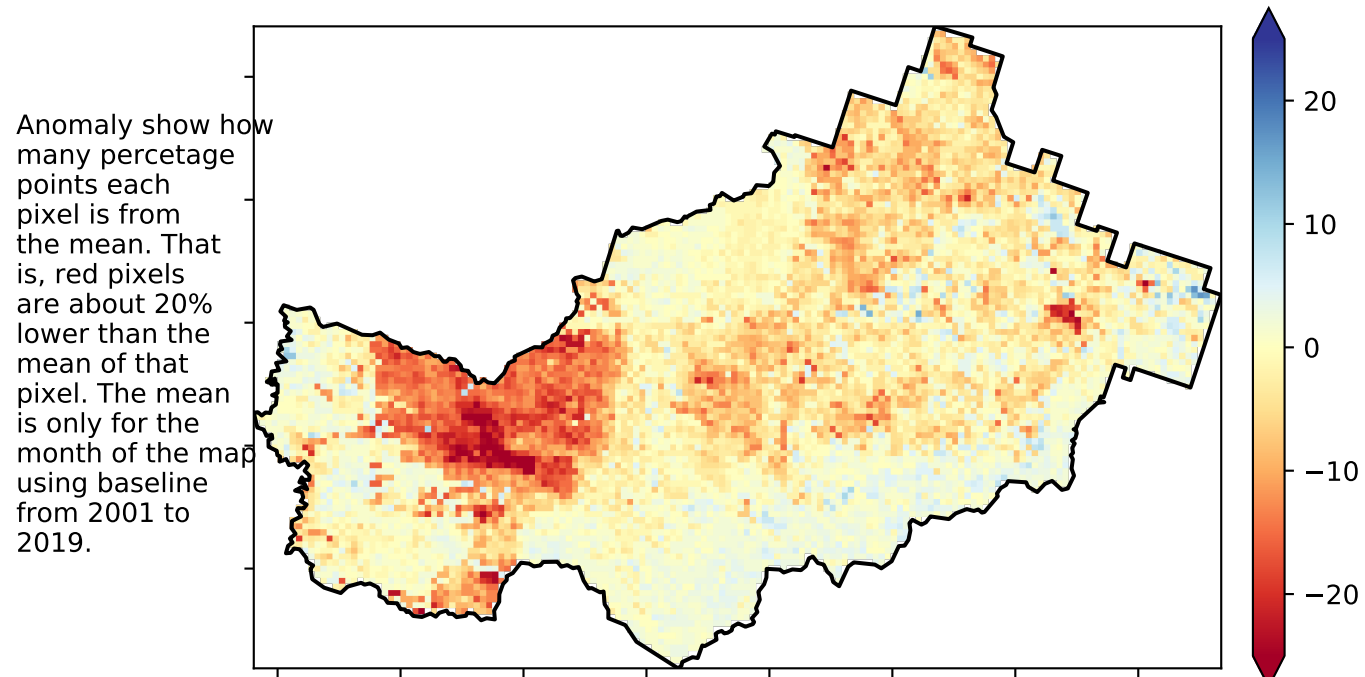 Anomaly show how
many percetage
points each
pixel is from
the mean. That
is, red pixels
are about 20%
lower than the
mean of that
pixel. The mean
is only for the
month of the map
using baseline
from 2001 to
2019.
20
10
0
−10
−20